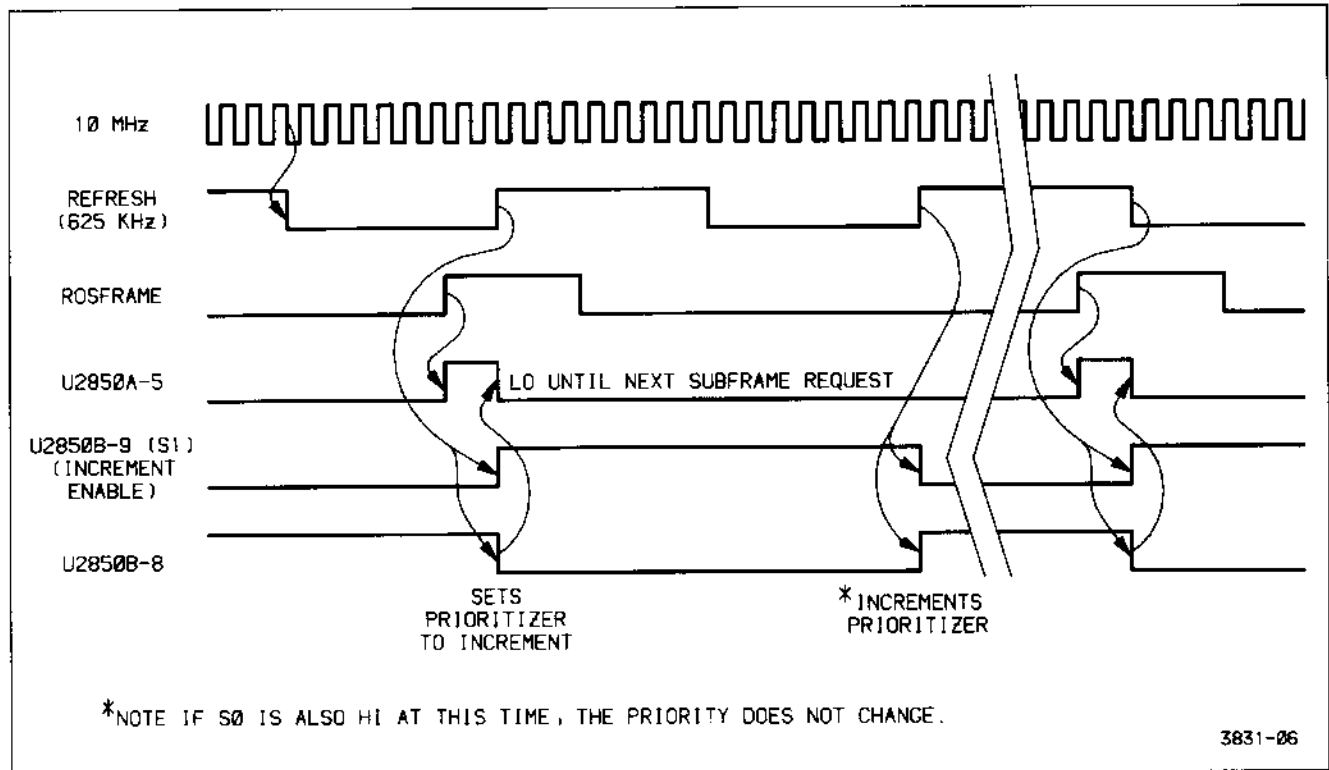 10 MHz
REFRESH
(625 KHz)
ROSFRAME
U2850A-5
LO UNTIL NEXT SUBFRAME REQUEST
U2850B-9 (S1)
(INCREMENT
ENABLE)
U2850B-8
SETS
PRIORITIZER
TO INCREMENT
*INCREMENTS
PRIORITIZER
*NOTE IF S0 IS ALSO HI AT THIS TIME, THE PRIORITY DOES NOT CHANGE.
3831-06